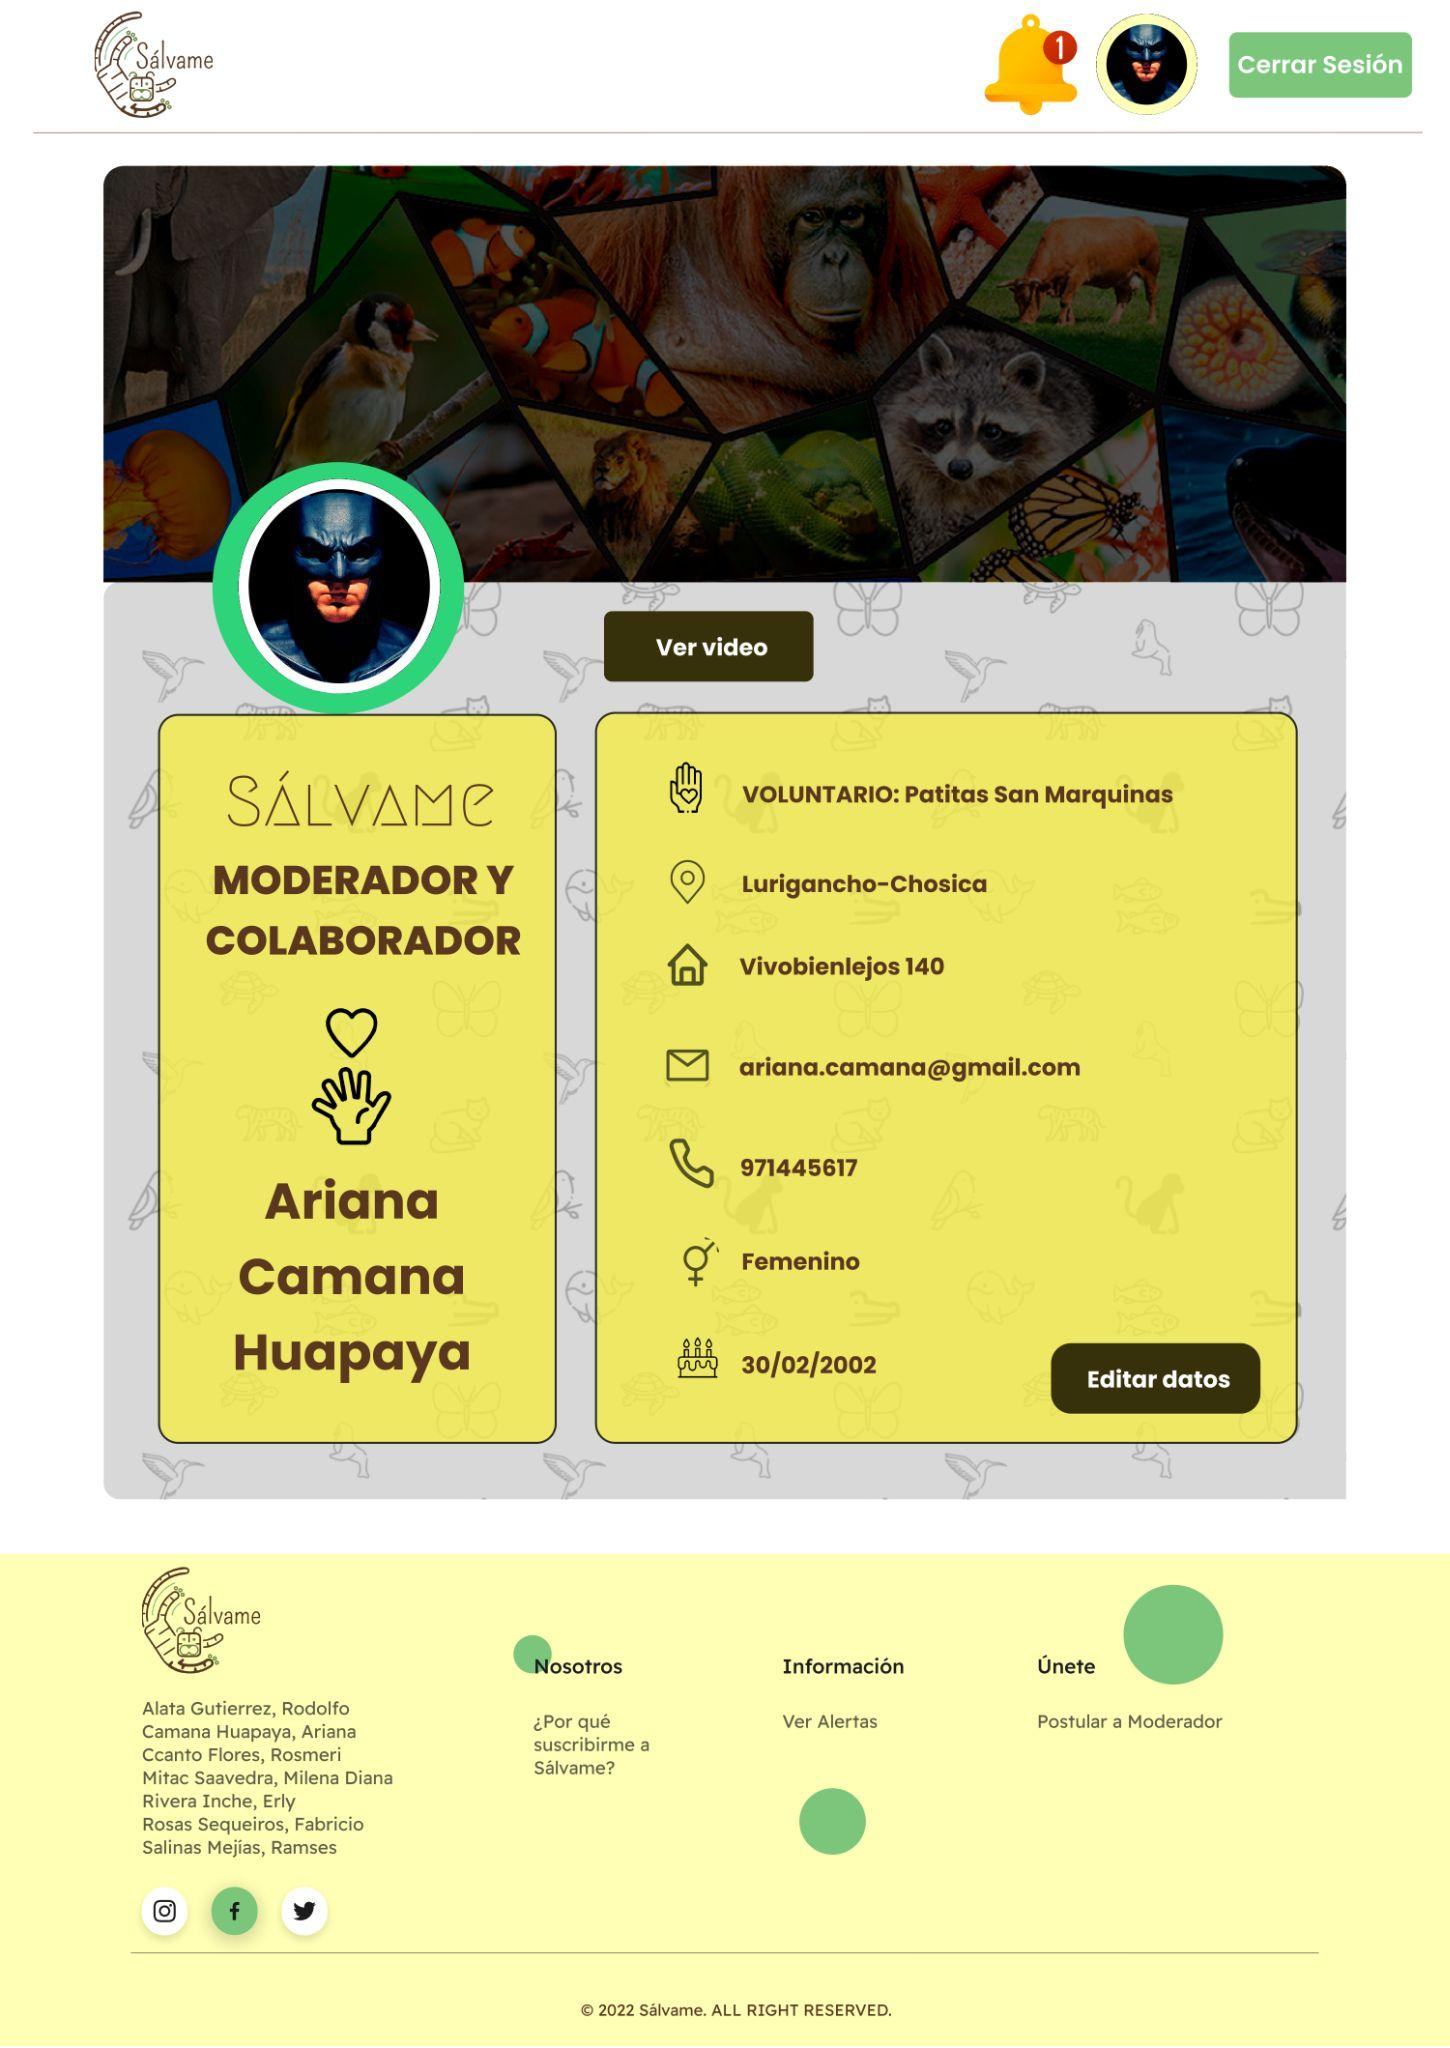 Sálvame
1
Cerrar Sesión
Ver video
SÁLVAMe
MODERADOR Y
COLABORADOR
Ariana
Camana
Huapaya
VOLUNTARIO: Patitas San Marquinas
Lurigancho-Chosica
Vivobienlejos 140
ariana.camana@gmail.com
971445617
Femenino
30/02/2002
Editar datos
Sálvame
Alata Gutierrez, Rodolfo
Camana Huapaya, Ariana
Ccanto Flores, Rosmeri
Mitac Saavedra, Milena Diana
Rivera Inche, Erly
Rosas Sequeiros, Fabricio
Salinas Mejías, Ramses
Nosotros
¿Por qué
suscribirme a
Sálvame?
Información
Ver Alertas
Únete
Postular a Moderador
© 2022 Sálvame. ALL RIGHT RESERVED.